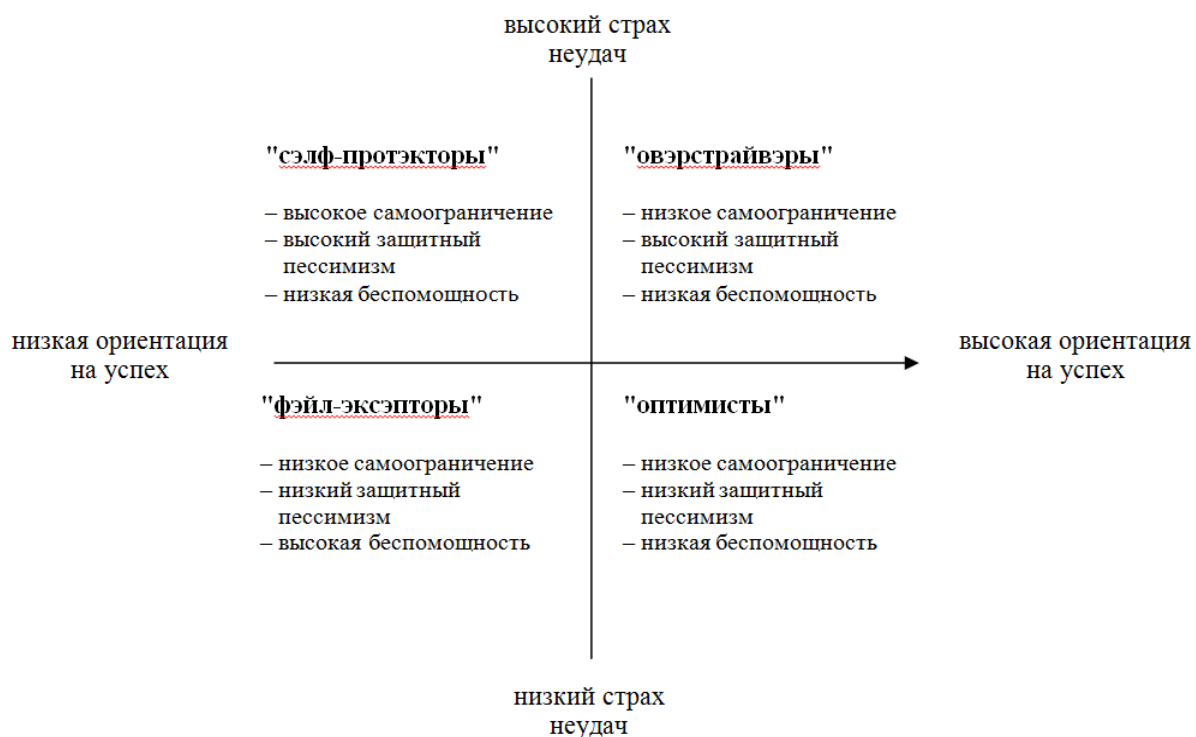 высокий страх
неудач
"сэлф-протэкторы"
– высокое самоограничение
– высокий защитный
пессимизм
– низкая беспомощность
"овэрстрайвэры"
– низкое самоограничение
– высокий защитный
пессимизм
– низкая беспомощность
низкая ориентация
на успех
высокая ориентация
на успех
"фэйл-эксэпторы"
– низкое самоограничение
– низкий защитный
пессимизм
– высокая беспомощность
"оптимисты"
– низкое самоограничение
– низкий защитный
пессимизм
– низкая беспомощность
низкий страх
неудач